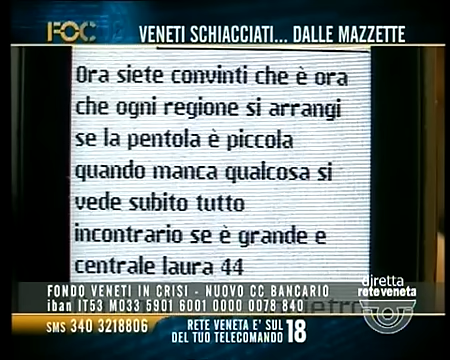 FOC
VENETI SCHIACCIATI... DALLE MAZZETTE
Ora siete convinti che è ora
che ogni regione si arrangi
se la pentola è piccola
quando manca qualcosa si
vede subito tutto
incontrario se è grande e
centrale laura 44
diretta
reteveneta
FONDO VENETI IN CRISI - NUOVO CC BANCARIO
iban IT53 M033 5901 6001 0000 0078 840
SMS 340 3218806
RETE VENETA E' SUL 18
DEL TUO TELECOMANDO